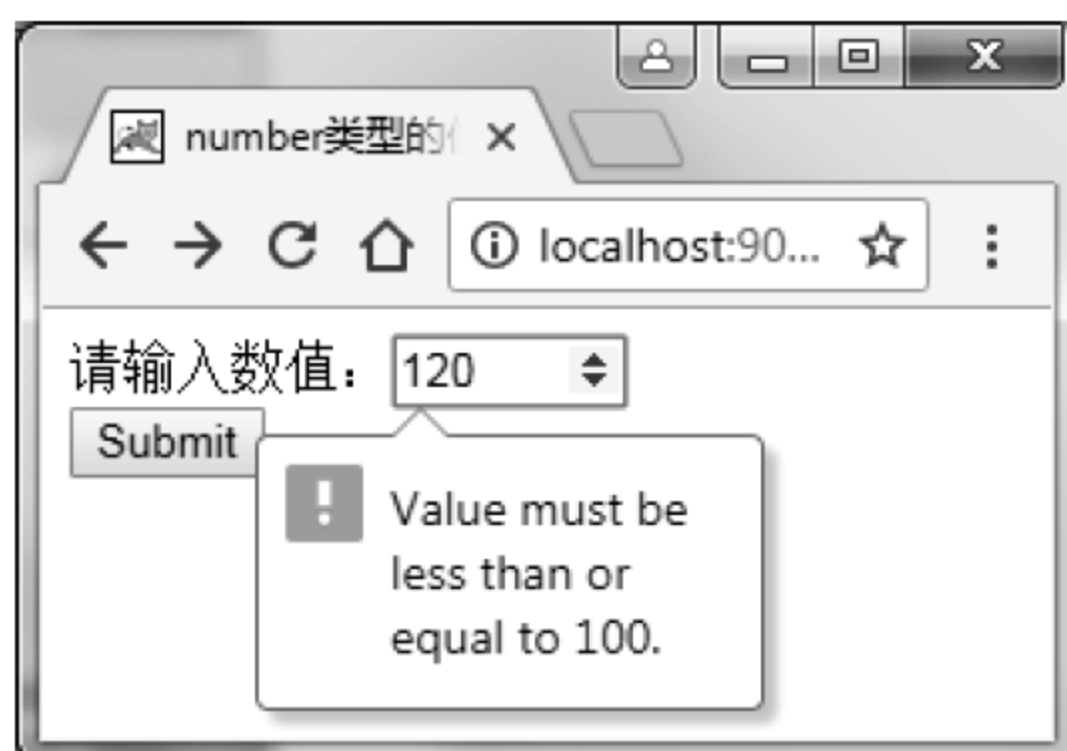 number类型的
localhost:90...
请输入数值：120
Submit
Value must be
less than or
equal to 100.